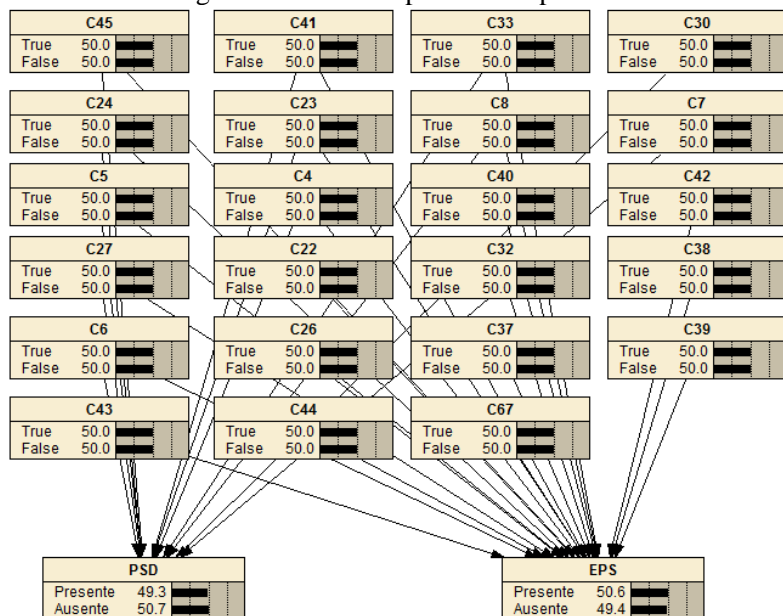 C45 C41 C33 C30
True 50.0 True 50.0 True 50.0 True 50.0
False 50.0 False 50.0 False 50.0 False 50.0
C24 C23 C8 C7
True 50.0 True 50.0 True 50.0 True 50.0
False 50.0 False 50.0 False 50.0 False 50.0
C5 C4 C40 C42
True 50.0 True 50.0 True 50.0 True 50.0
False 50.0 False 50.0 False 50.0 False 50.0
C27 C22 C32 C38
True 50.0 True 50.0 True 50.0 True 50.0
False 50.0 False 50.0 False 50.0 False 50.0
C6 C26 C37 C39
True 50.0 True 50.0 True 50.0 True 50.0
False 50.0 False 50.0 False 50.0 False 50.0
C43 C44 C67
True 50.0 True 50.0 True 50.0
False 50.0 False 50.0 False 50.0
PSD EPS
Presente 49.3 Presente 50.6
Ausente 50.7 Ausente 49.4